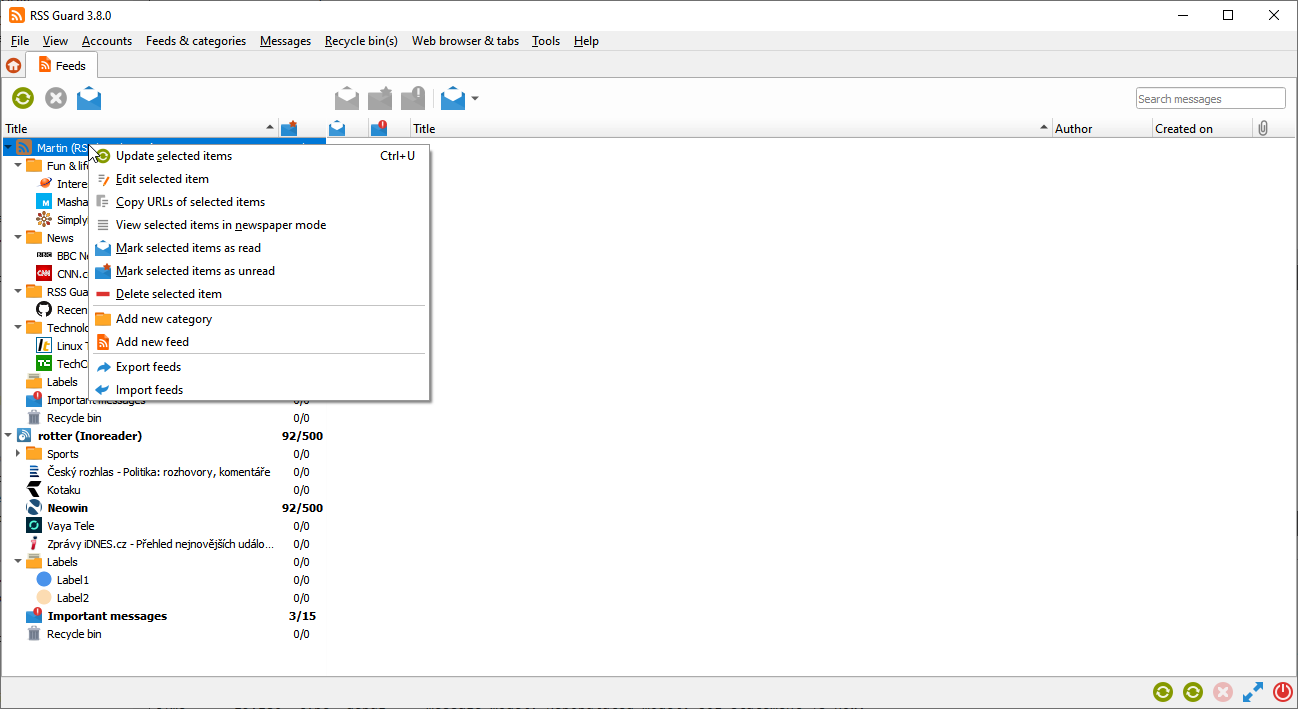 RSS Guard 3.8.0
File View Accounts Feeds & categories Messages Recycle bin(s) Web browser & tabs Tools Help
Feeds
Search messages
Title Title Author Created on
Martin (RS
Update selected items Ctrl+U
Fun & life
Edit selected item
Intere
Masha
Copy URLs of selected items
Simply
View selected items in newspaper mode
News
Mark selected items as read
BBC Ne
CNN.c
Mark selected items as unread
RSS Gua
Delete selected item
Recen
Add new category
Technolo
Linux T
Add new feed
TechC
Export feeds
Labels
Import feeds
Important messages 0/0
Recycle bin 0/0
rotter (Inoreader) 92/500
Sports 0/0
Český rozhlas - Politika: rozhovory, komentáře 0/0
Kotaku 0/0
Neowin 92/500
Vaya Tele 0/0
Zprávy iDNES.cz - Přehled nejnovějších událo... 0/0
Labels 0/0
Label1 0/0
Label2 0/0
Important messages 3/15
Recycle bin 0/0